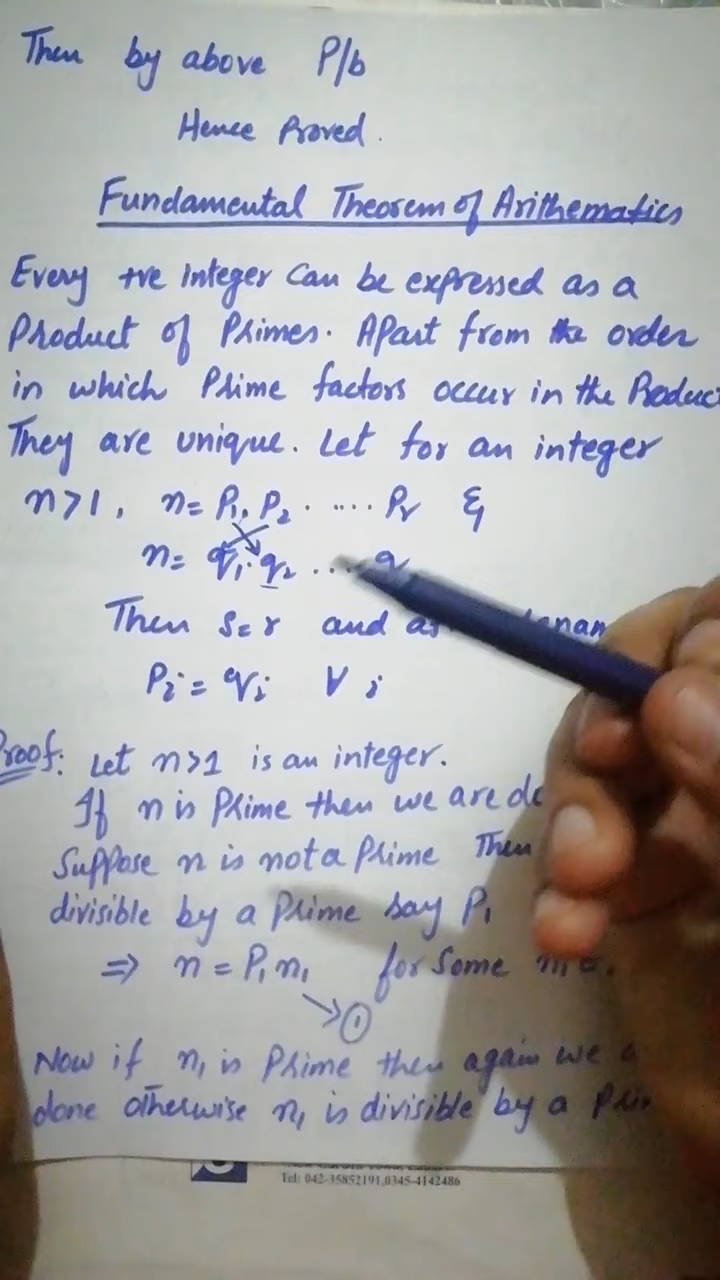 Then by above P/b
Hence Proved.
Fundamental Theorem of Arithematics
Every +ve Integer Can be expressed as a
Product of Primes. Apart from the order
in which Prime factors occur in the Produc
They are unique. Let for an integer
n>1, n= P1. P2 ..... Pr &
n= q1. q2 ....
Then S=r and
Pi = qi ∀ i
Proof: Let n>1 is an integer.
If n is Prime then we are
Suppose n is not a Prime Then
divisible by a Prime say P1
⇒ n = P1 n1 for Some
→ ①
Now if n1 is Prime then again we
done otherwise n1 is divisible by a
Tel: 042-35852191,0345-4142486